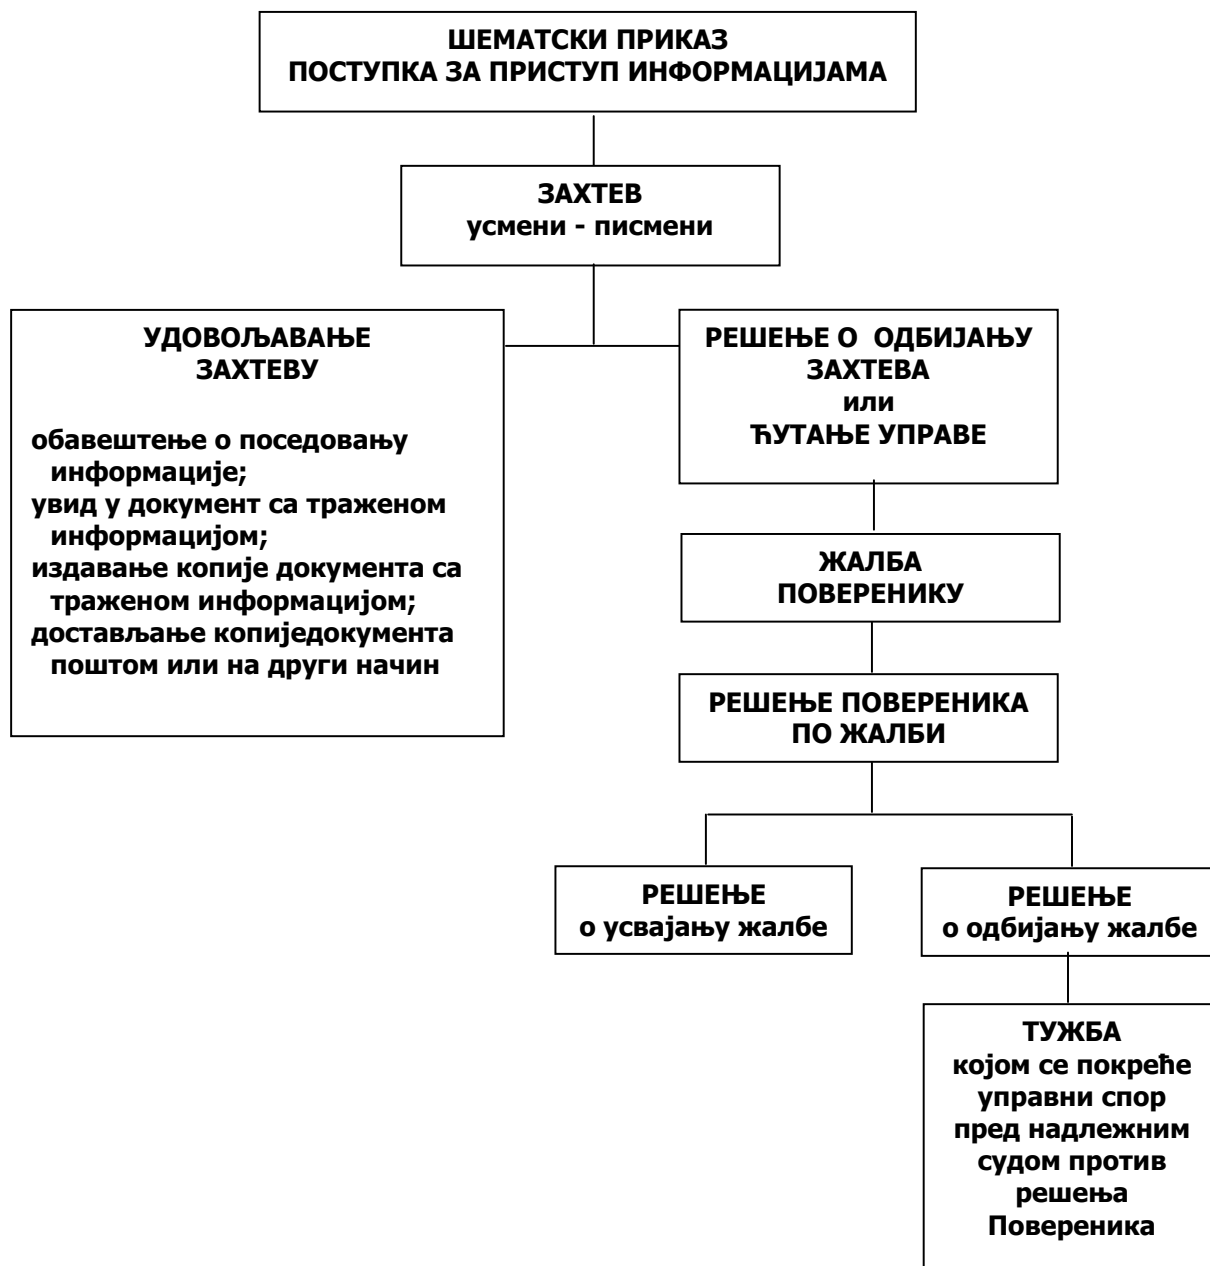 ШЕМАТСКИ ПРИКАЗ
ПОСТУПКА ЗА ПРИСТУП ИНФОРМАЦИЈАМА
ЗАХТЕВ
усмени - писмени
УДОВОЉАВАЊЕ
ЗАХТЕВУ
обавештење о поседовању
информације;
увид у документ са траженом
информацијом;
издавање копије документа са
траженом информацијом;
достављање копиједокумента
поштом или на други начин
РЕШЕЊЕ О ОДБИЈАЊУ
ЗАХТЕВА
или
ЋУТАЊЕ УПРАВЕ
ЖАЛБА
ПОВЕРЕНИКУ
РЕШЕЊЕ ПОВЕРЕНИКА
ПО ЖАЛБИ
РЕШЕЊЕ
о усвајању жалбе
РЕШЕЊЕ
о одбијању жалбе
ТУЖБА
којом се покреће
управни спор
пред надлежним
судом против
решења
Повереника